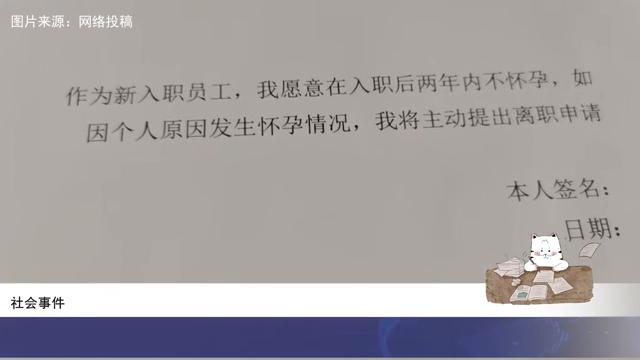 图片来源：网络投稿
作为新入职员工，我愿意在入职后两年内不怀孕，如
因个人原因发生怀孕情况，我将主动提出离职申请
本人签名：
日期：
社会事件